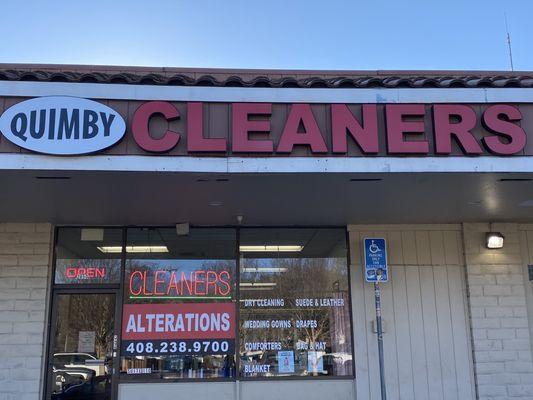 QUIMBY CLEANERS
OPEN
CLEANERS
ALTERATIONS
408.238.9700
DRY CLEANING SUEDE & LEATHER
WEDDING GOWNS DRAPES
COMFORTERS BAG & HAT
BLANKET